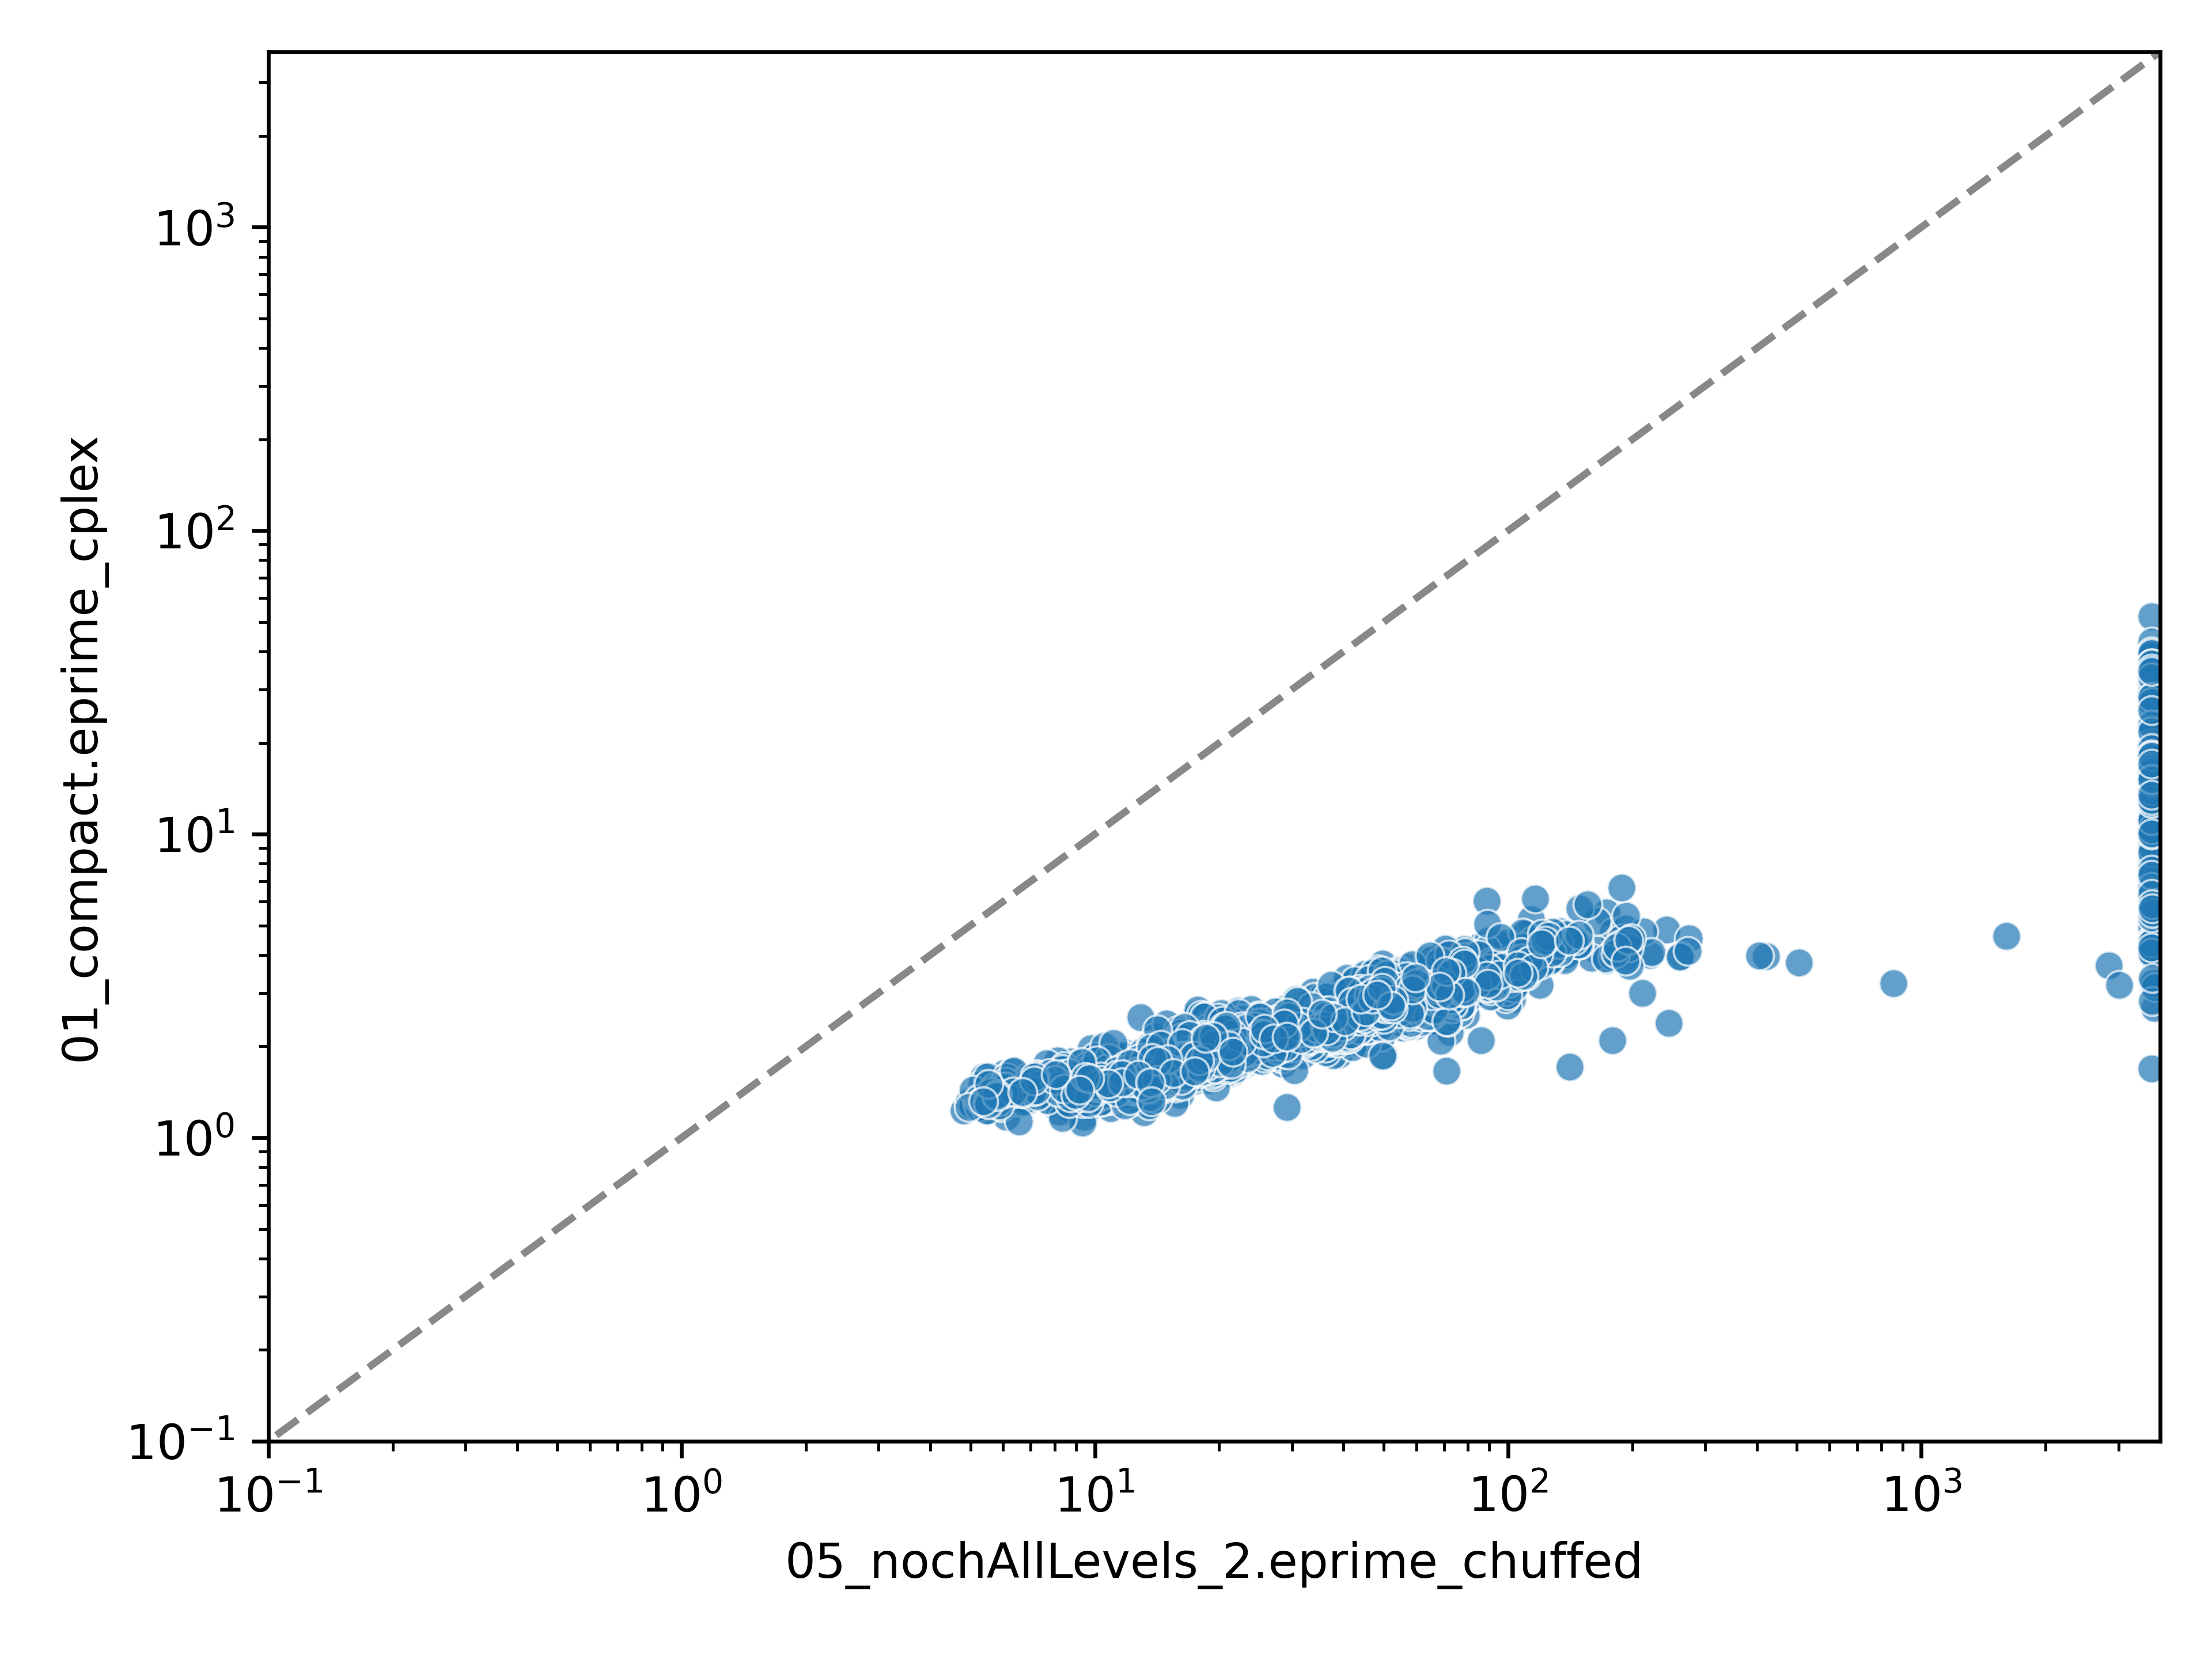 10³
10²
10¹
10⁰
10⁻¹
01_compact.eprime_cplex
10⁻¹ 10⁰ 10¹ 10² 10³
05_nochAllLevels_2.eprime_chuffed